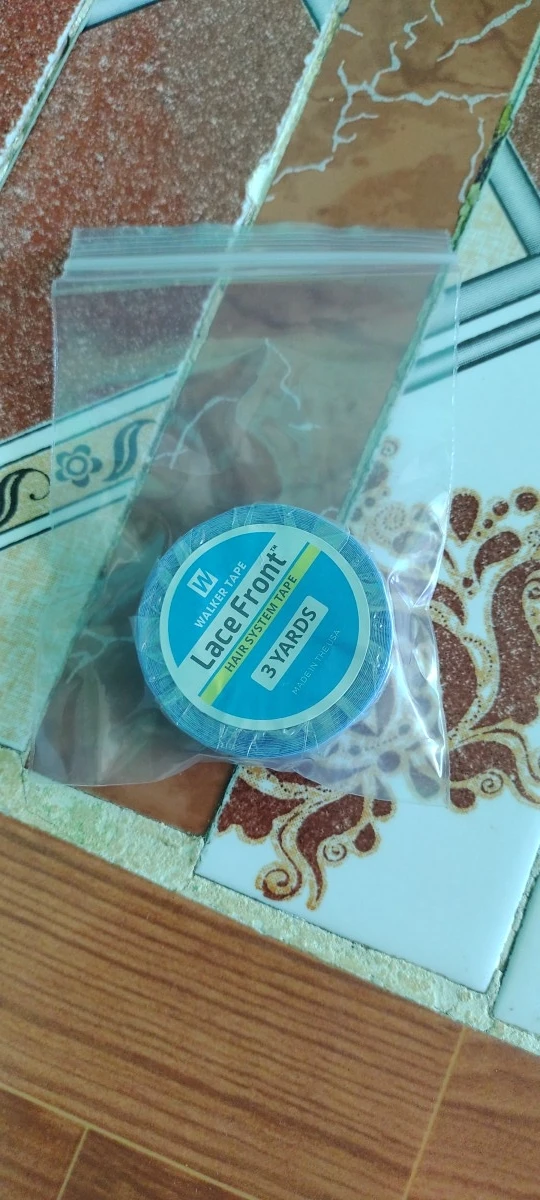 W
WALKER TAPE
Lace Front™
HAIR SYSTEM TAPE
3 YARDS
MADE IN THE USA